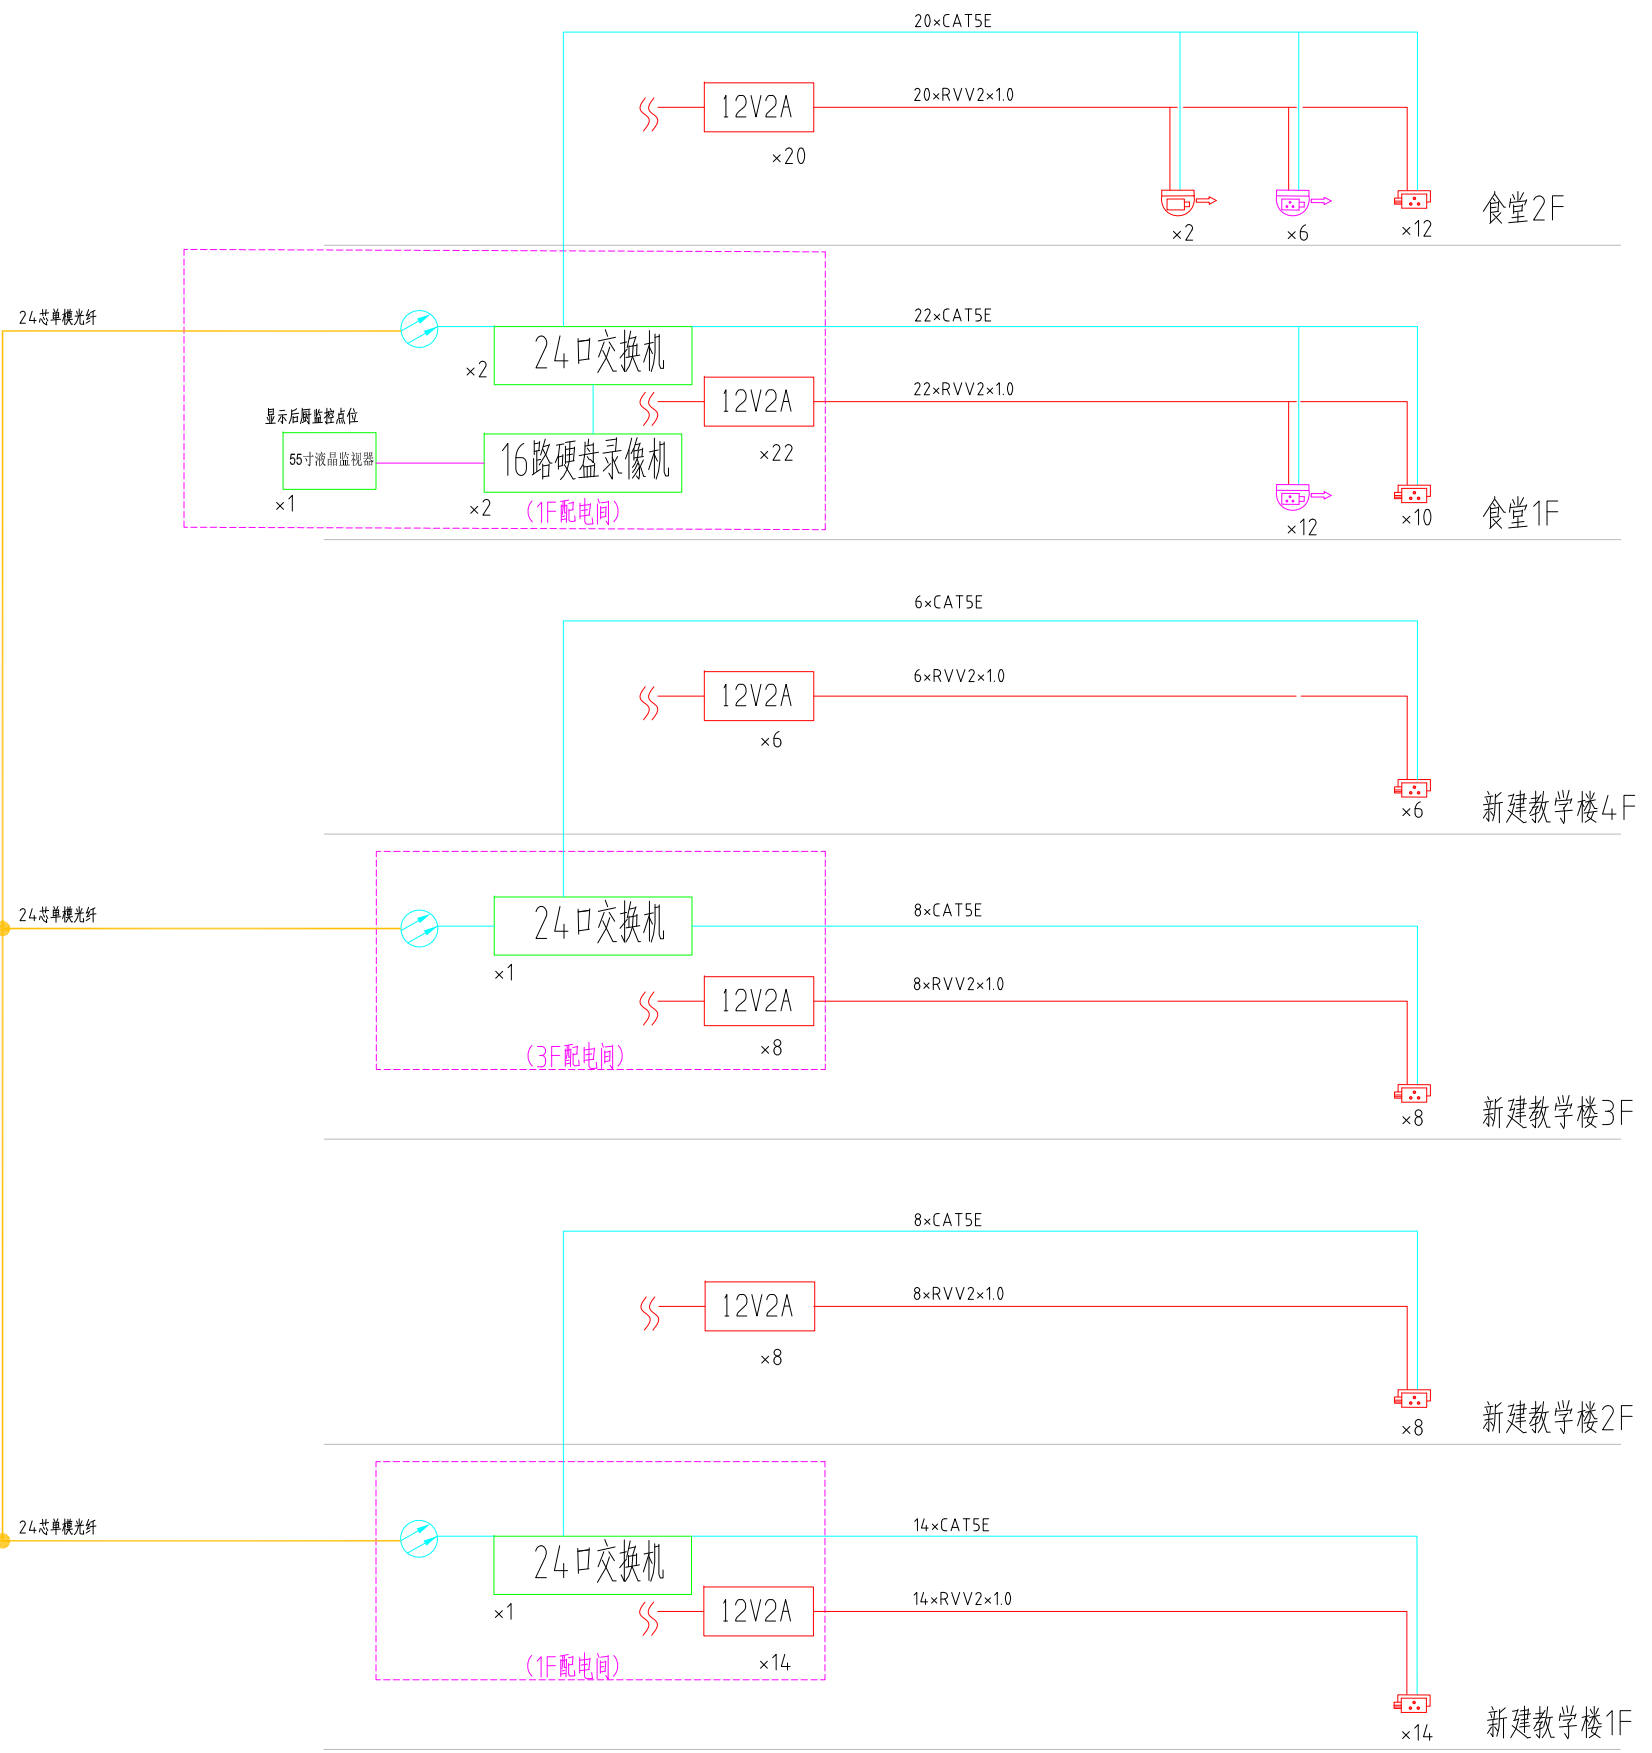 20×CAT5E
20×RVV2×1.0
12V2A
×20
×2
×6
×12
食堂2F
24芯单模光纤
22×CAT5E
24口交换机
×2
22×RVV2×1.0
12V2A
×22
显示后厨监控点位
55寸液晶监视器
×1
16路硬盘录像机
×2
(1F配电间)
×12
×10
食堂1F
6×CAT5E
6×RVV2×1.0
12V2A
×6
×6
新建教学楼4F
24芯单模光纤
8×CAT5E
24口交换机
×1
8×RVV2×1.0
12V2A
×8
(3F配电间)
×8
新建教学楼3F
8×CAT5E
8×RVV2×1.0
12V2A
×8
×8
新建教学楼2F
24芯单模光纤
14×CAT5E
24口交换机
×1
14×RVV2×1.0
12V2A
×14
(1F配电间)
×14
新建教学楼1F